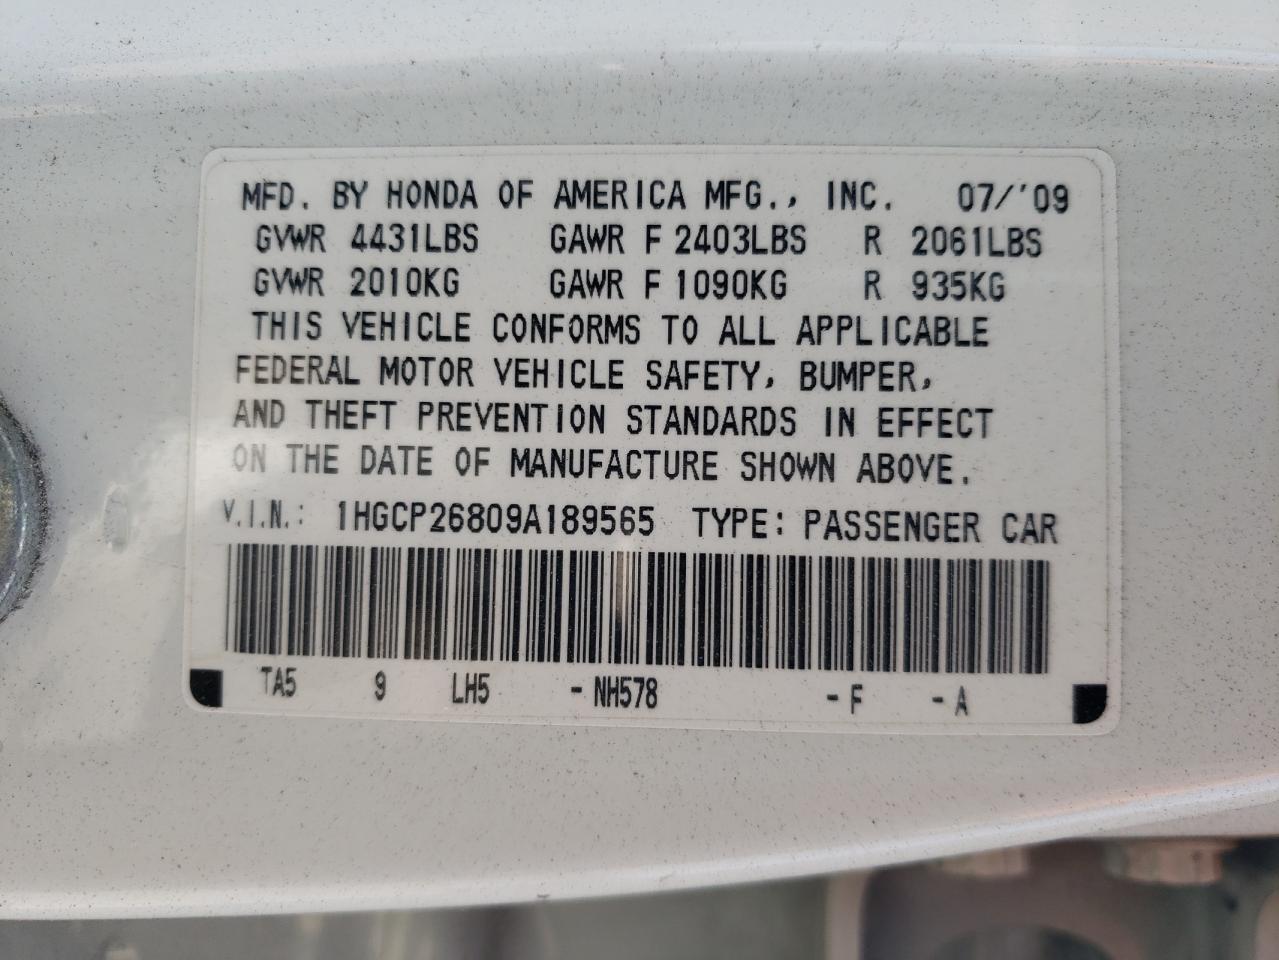 MFD. BY HONDA OF AMERICA MFG., INC. 07/'09
GVWR 4431LBS GAWR F 2403LBS R 2061LBS
GVWR 2010KG GAWR F 1090KG R 935KG
THIS VEHICLE CONFORMS TO ALL APPLICABLE
FEDERAL MOTOR VEHICLE SAFETY, BUMPER,
AND THEFT PREVENTION STANDARDS IN EFFECT
ON THE DATE OF MANUFACTURE SHOWN ABOVE.
V.I.N.: 1HGCP26809A189565 TYPE: PASSENGER CAR
TA5 9 LH5 -NH578 -F -A